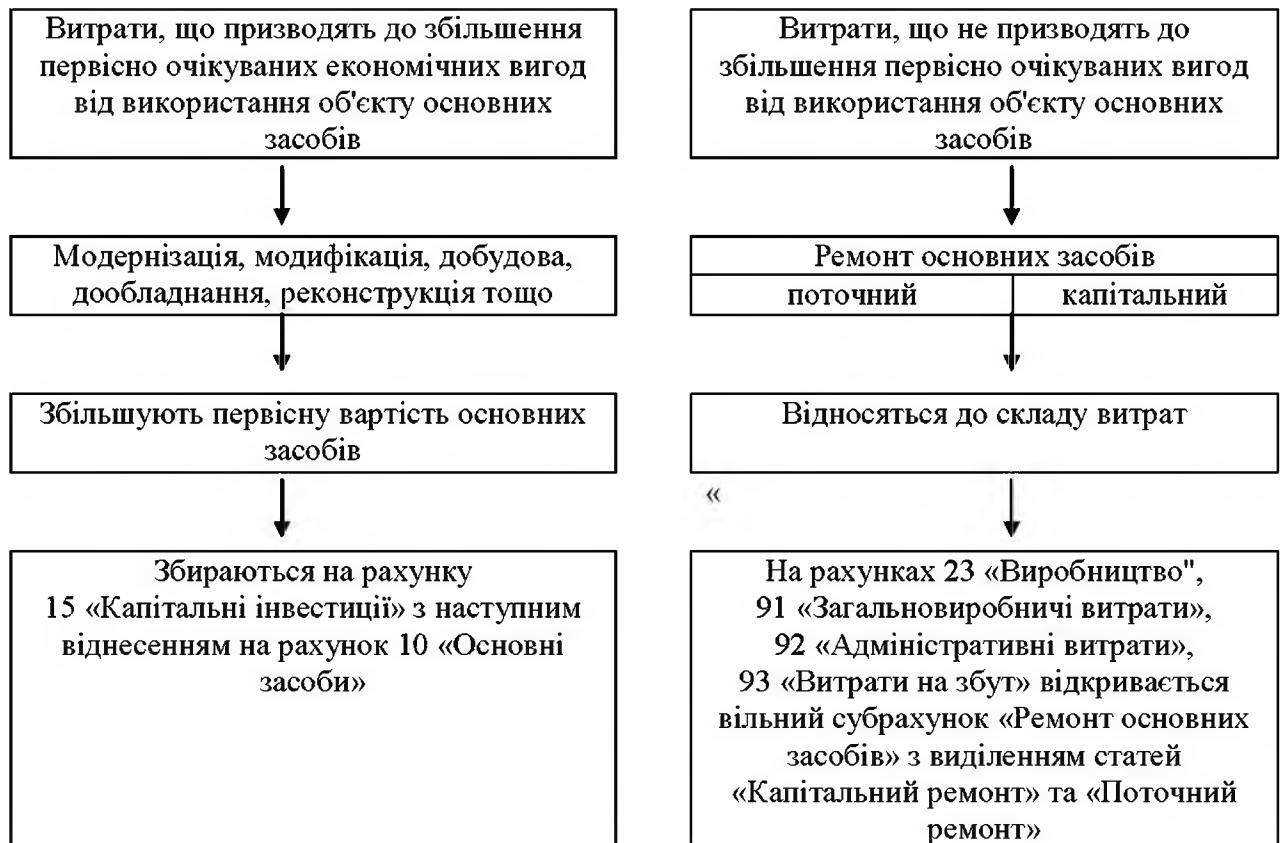 Витрати, що призводять до збільшення
первісно очікуваних економічних вигод
від використання об'єкту основних
засобів
Витрати, що не призводять до
збільшення первісно очікуваних вигод
від використання об'єкту основних
засобів
Модернізація, модифікація, добудова,
дообладнання, реконструкція тощо
Ремонт основних засобів
поточний
капітальний
Збільшують первісну вартість основних
засобів
Відносяться до складу витрат
«
Збираються на рахунку
15 «Капітальні інвестиції» з наступним
віднесенням на рахунок 10 «Основні
засоби»
На рахунках 23 «Виробництво",
91 «Загальновиробничі витрати»,
92 «Адміністративні витрати»,
93 «Витрати на збут» відкривається
вільний субрахунок «Ремонт основних
засобів» з виділенням статей
«Капітальний ремонт» та «Поточний
ремонт»